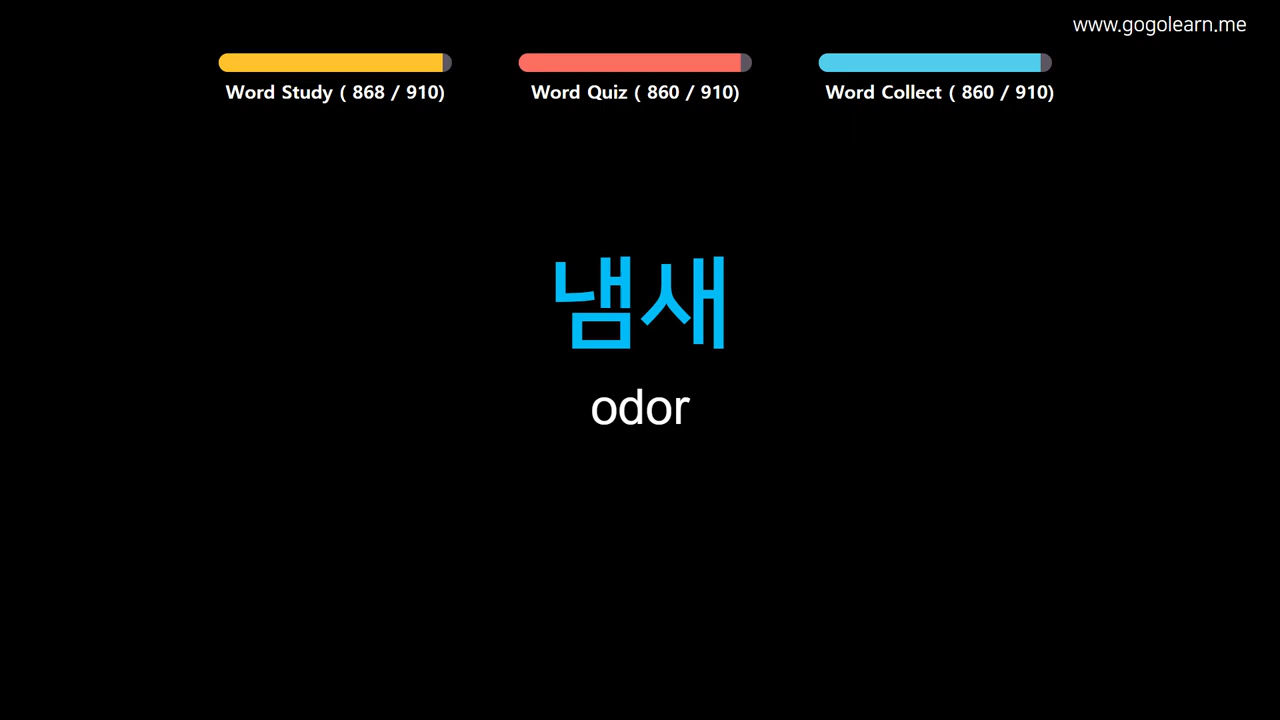 www.gogolearn.me
Word Study ( 868 / 910)
Word Quiz ( 860 / 910)
Word Collect ( 860 / 910)
냄새
odor